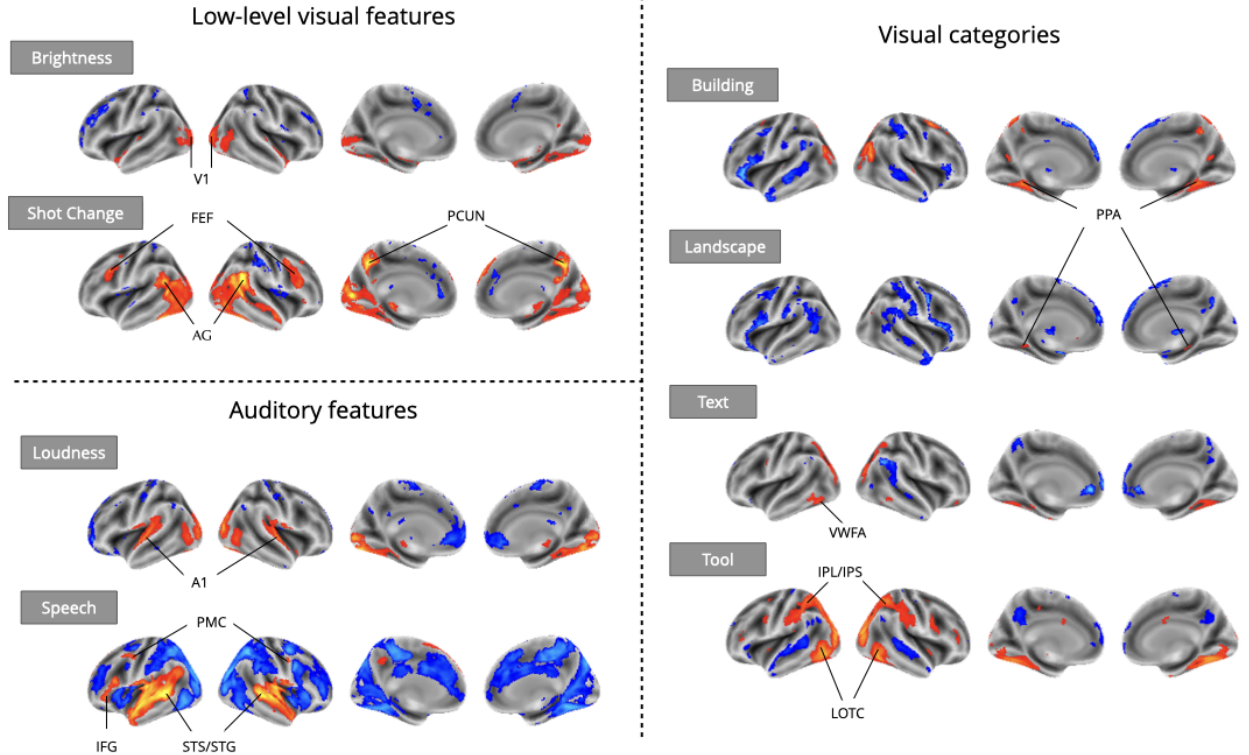 Low-level visual features
Brightness
V1
Shot Change
FEF
PCUN
AG
Auditory features
Loudness
A1
Speech
PMC
IFG
STS/STG
Visual categories
Building
PPA
Landscape
Text
VWFA
Tool
IPL/IPS
LOTC